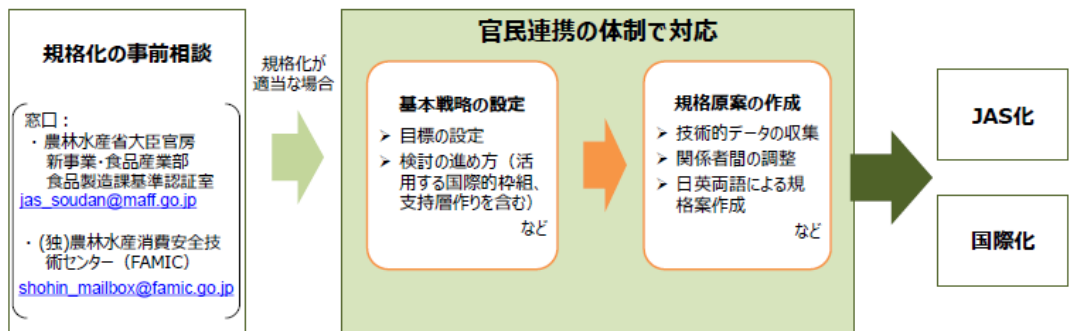 規格化の事前相談
窓口：
・農林水産省大臣官房
新事業・食品産業部
食品製造課基準認証室
jas_soudan@maff.go.jp
・(独)農林水産消費安全技
術センター（FAMIC）
shohin_mailbox@famic.go.jp
規格化が
適当な場合
官民連携の体制で対応
基本戦略の設定
➢ 目標の設定
➢ 検討の進め方（活
用する国際的枠組、
支持層作りを含む）
など
規格原案の作成
➢ 技術的データの収集
➢ 関係者間の調整
➢ 日英両語による規
格案作成
など
JAS化
国際化